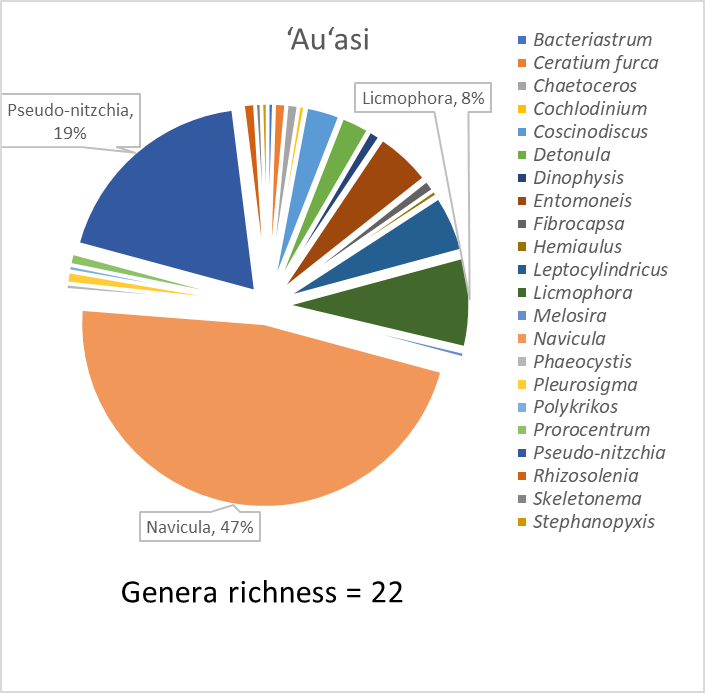 ‘Au‘asi
Pseudo-nitzchia,
19%
Licmophora, 8%
Navicula, 47%
Bacteriastrum
Ceratium furca
Chaetoceros
Cochlodinium
Coscinodiscus
Detonula
Dinophysis
Entomoneis
Fibrocapsa
Hemiaulus
Leptocylindricus
Licmophora
Melosira
Navicula
Phaeocystis
Pleurosigma
Polykrikos
Prorocentrum
Pseudo-nitzchia
Rhizosolenia
Skeletonema
Stephanopyxis
Genera richness = 22